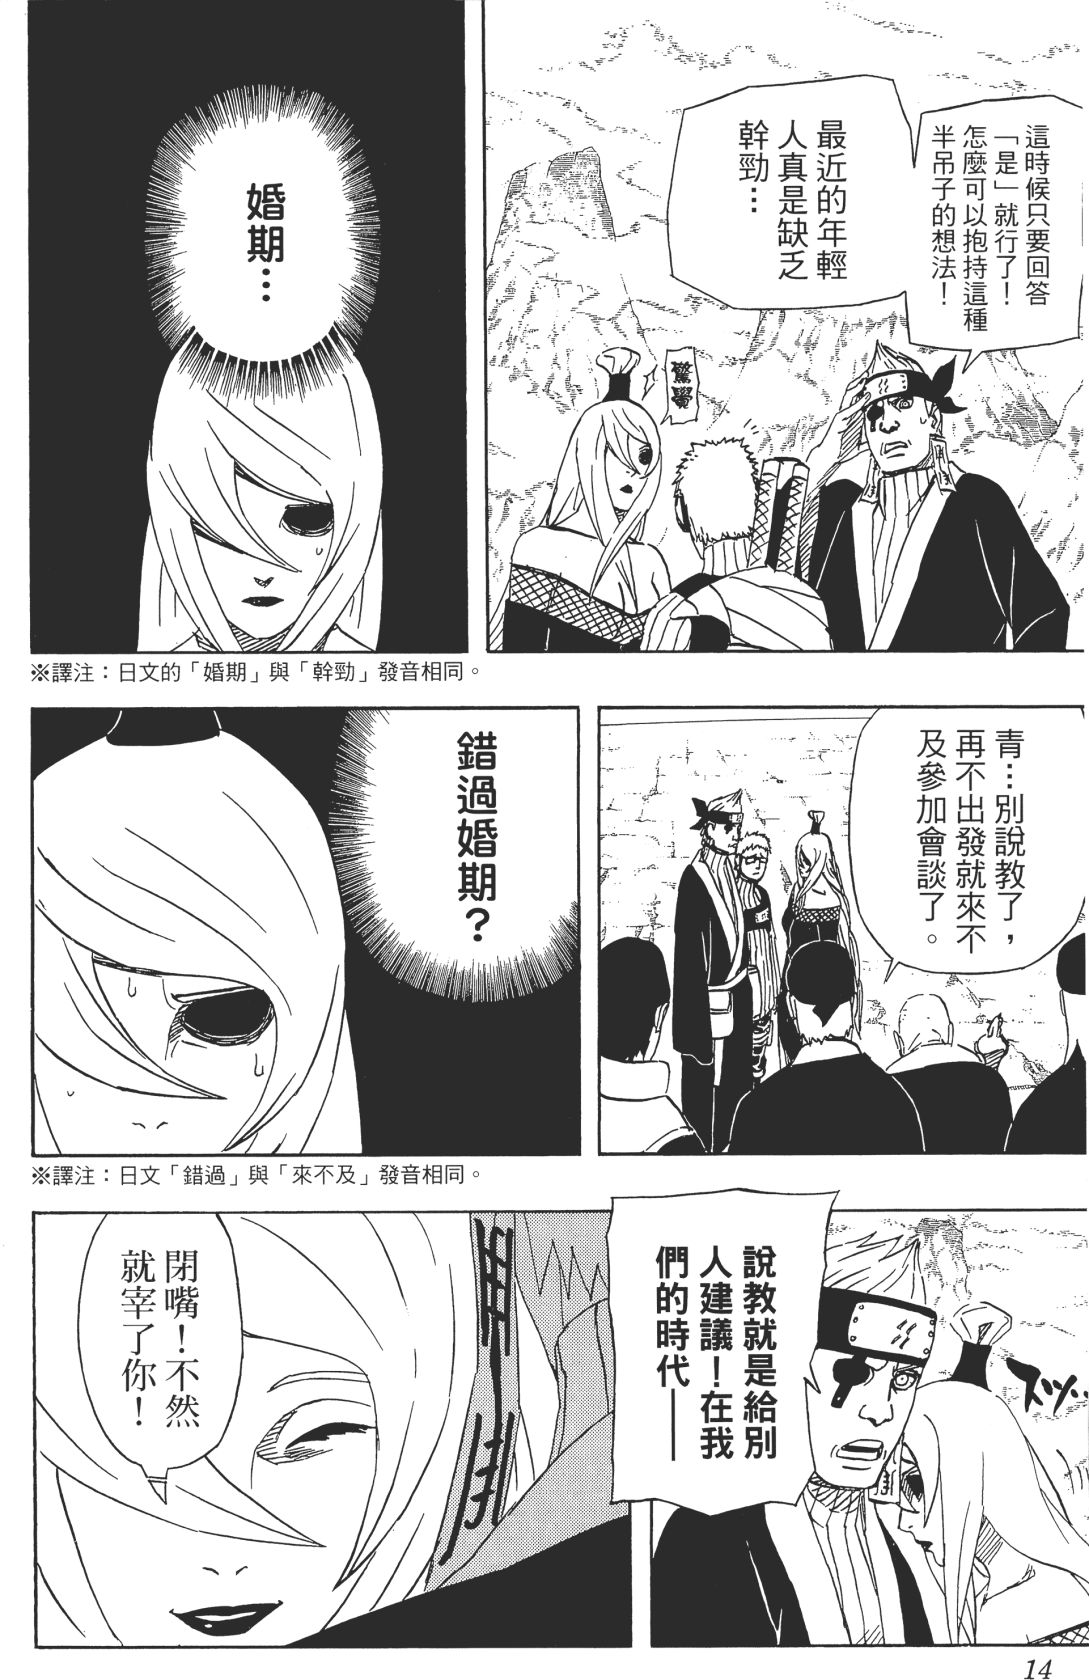 這時候只要回答
「是」就行了！
怎麼可以抱持這種
半吊子的想法！
最近的年輕
人真是缺乏
幹勁…
驚嚇
婚期…
※譯注：日文的「婚期」與「幹勁」發音相同。
青…別說教了，
再不出發就來不
及參加會談了。
錯過婚期？
※譯注：日文「錯過」與「來不及」發音相同。
說教就是給別
人建議！在我
們的時代——
スッ…
閉嘴！不然
就宰了你！
14